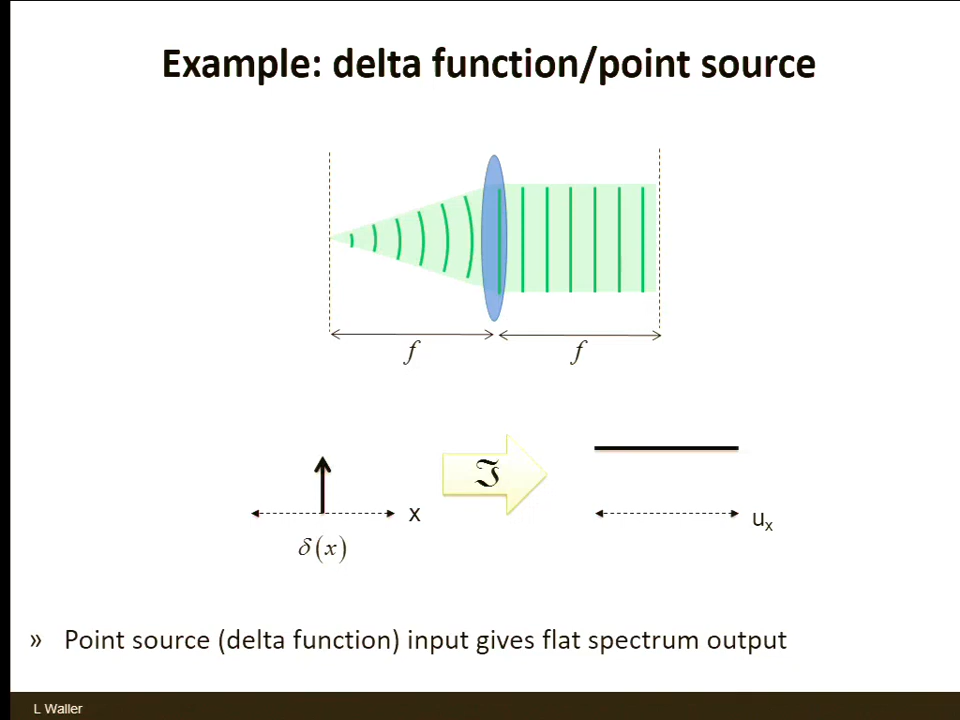 Example: delta function/point source
f
f
ℑ
x
uₓ
δ(x)
» Point source (delta function) input gives flat spectrum output
L Waller